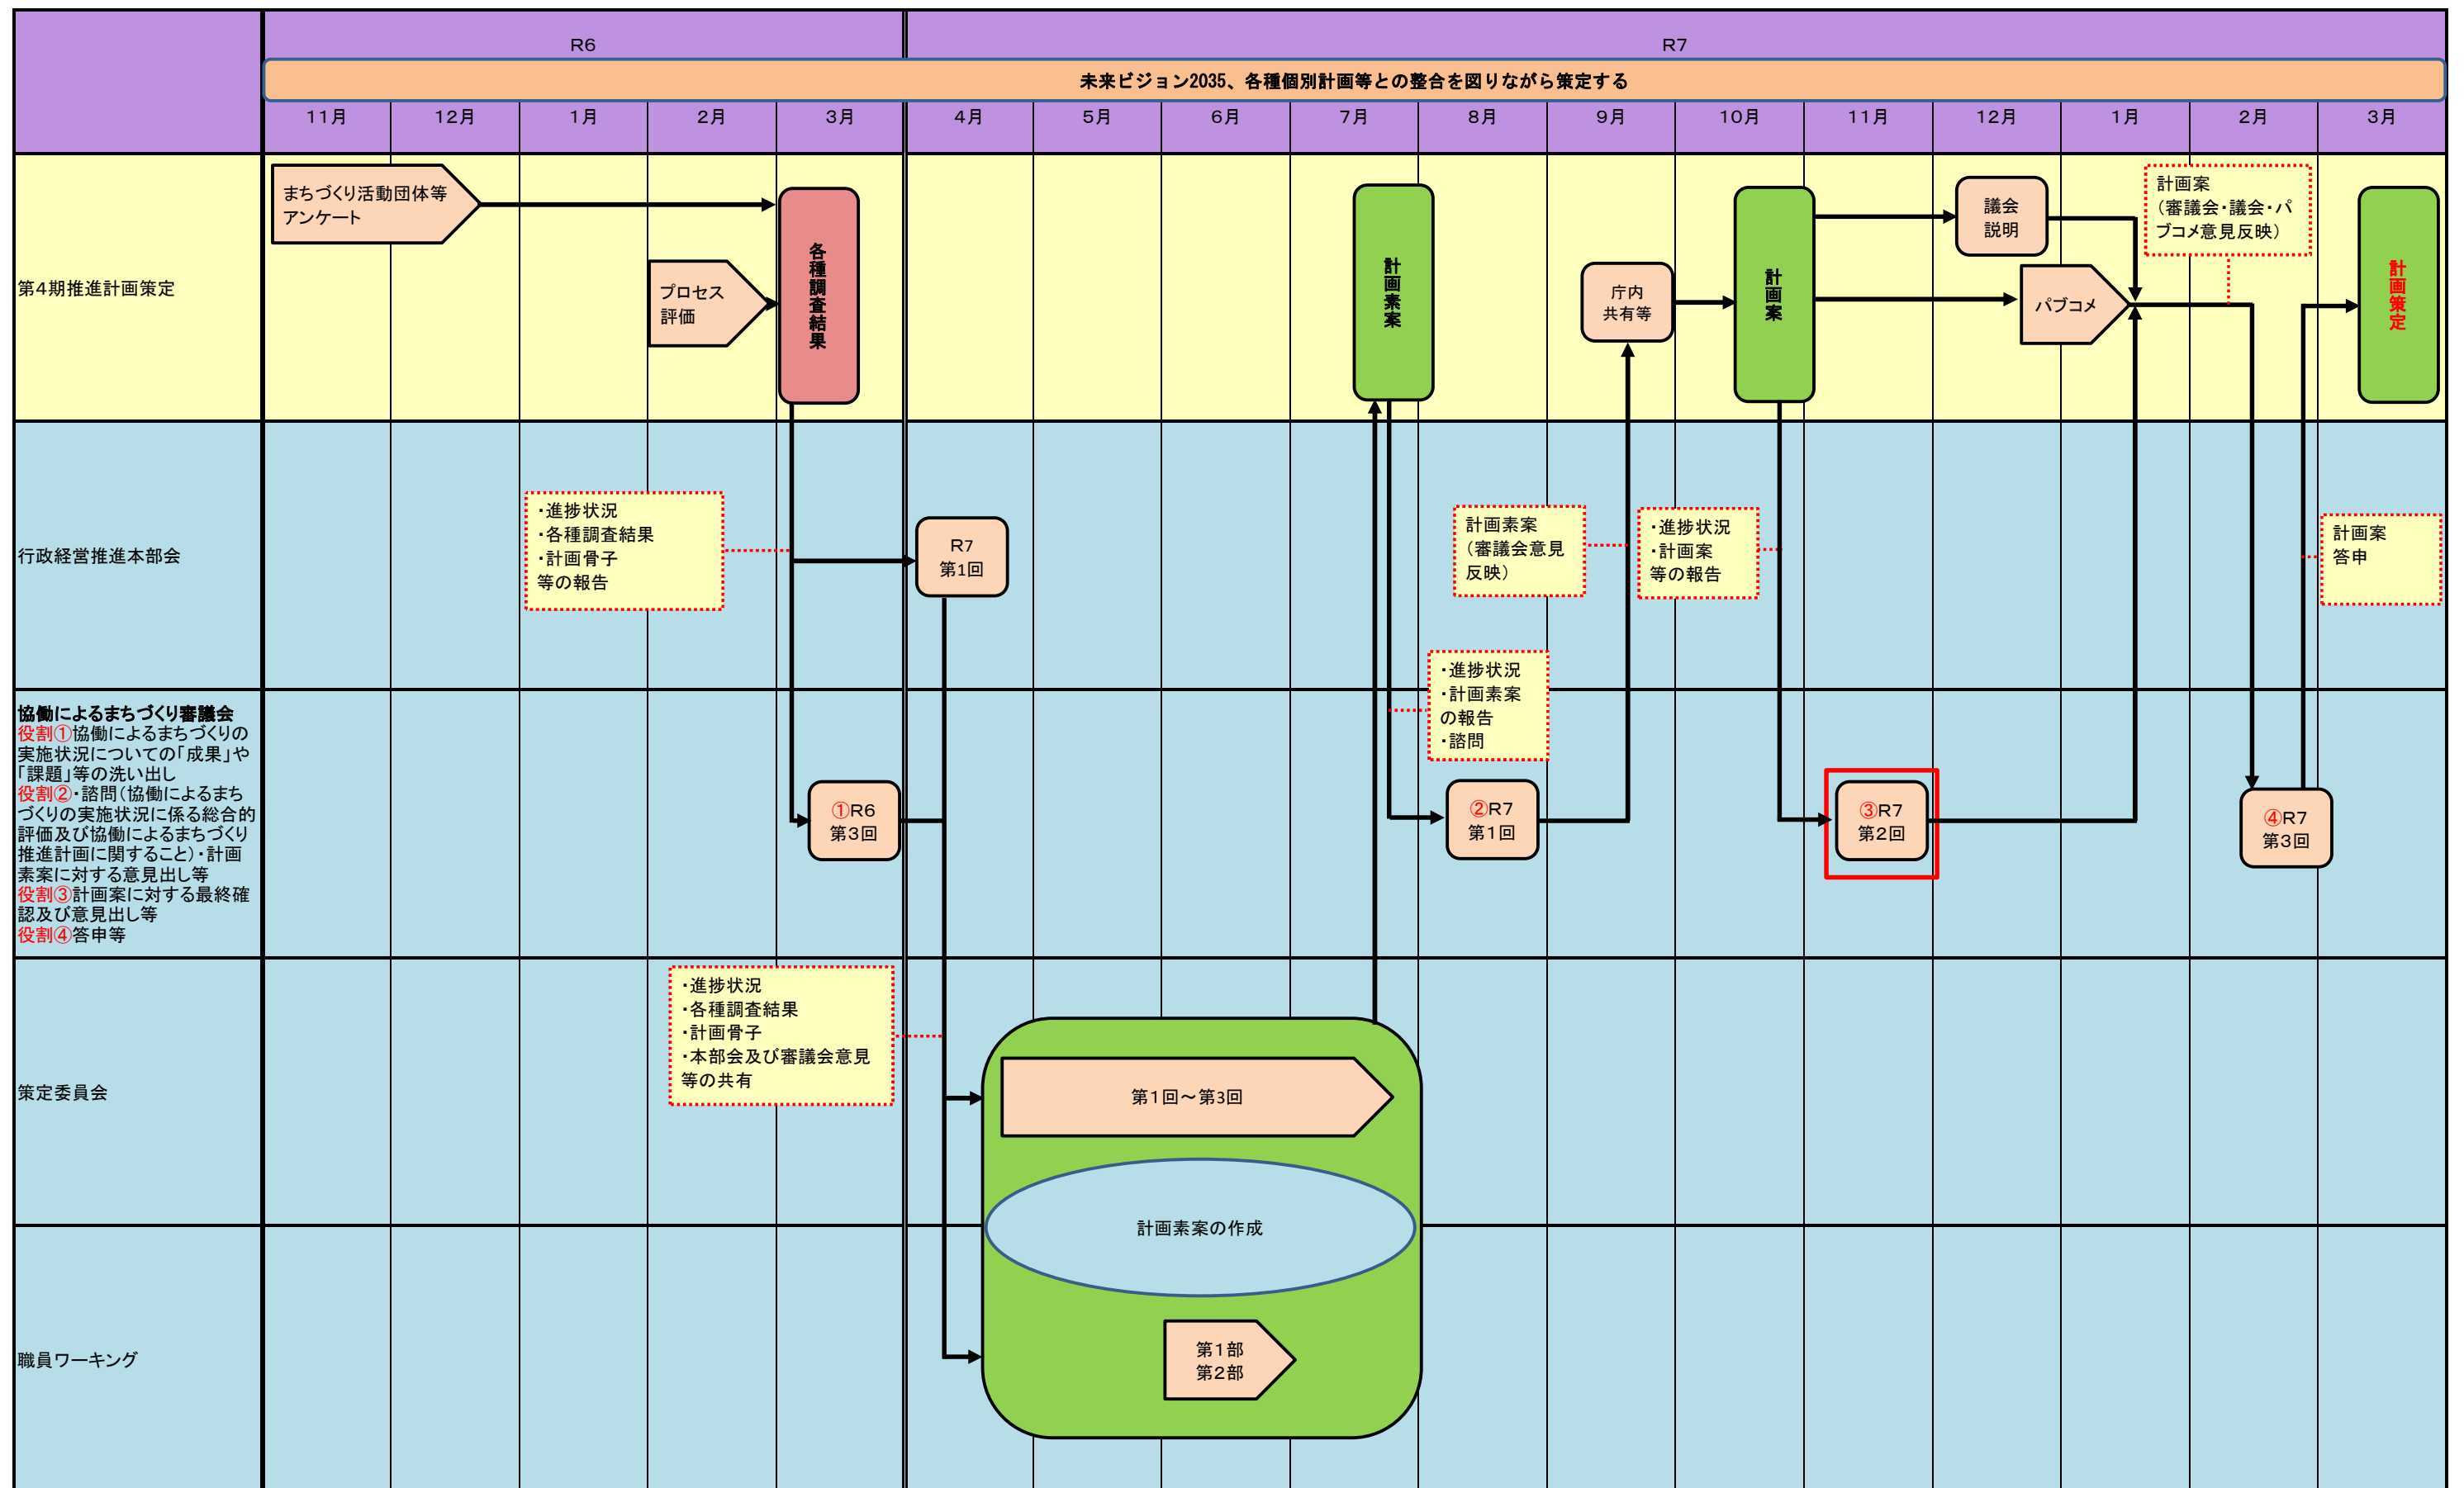 R6
R7
未来ビジョン2035、各種個別計画等との整合を図りながら策定する
11月
12月
1月
2月
3月
4月
5月
6月
7月
8月
9月
10月
11月
12月
1月
2月
3月
第4期推進計画策定
まちづくり活動団体等
アンケート
プロセス
評価
各種調査結果
計画素案
庁内
共有等
計画案
議会
説明
パブコメ
計画案
（審議会・議会・パ
ブコメ意見反映）
計画策定
行政経営推進本部会
・進捗状況
・各種調査結果
・計画骨子
等の報告
R7
第1回
計画素案
（審議会意見
反映）
・進捗状況
・計画案
等の報告
計画案
答申
・進捗状況
・計画素案
の報告
・諮問
協働によるまちづくり審議会
役割①協働によるまちづくりの
実施状況についての「成果」や
「課題」等の洗い出し
役割②・諮問（協働によるまち
づくりの実施状況に係る総合的
評価及び協働によるまちづくり
推進計画に関すること）・計画
素案に対する意見出し等
役割③計画案に対する最終確
認及び意見出し等
役割④答申等
①R6
第3回
②R7
第1回
③R7
第2回
④R7
第3回
策定委員会
・進捗状況
・各種調査結果
・計画骨子
・本部会及び審議会意見
等の共有
第1回～第3回
計画素案の作成
職員ワーキング
第1部
第2部